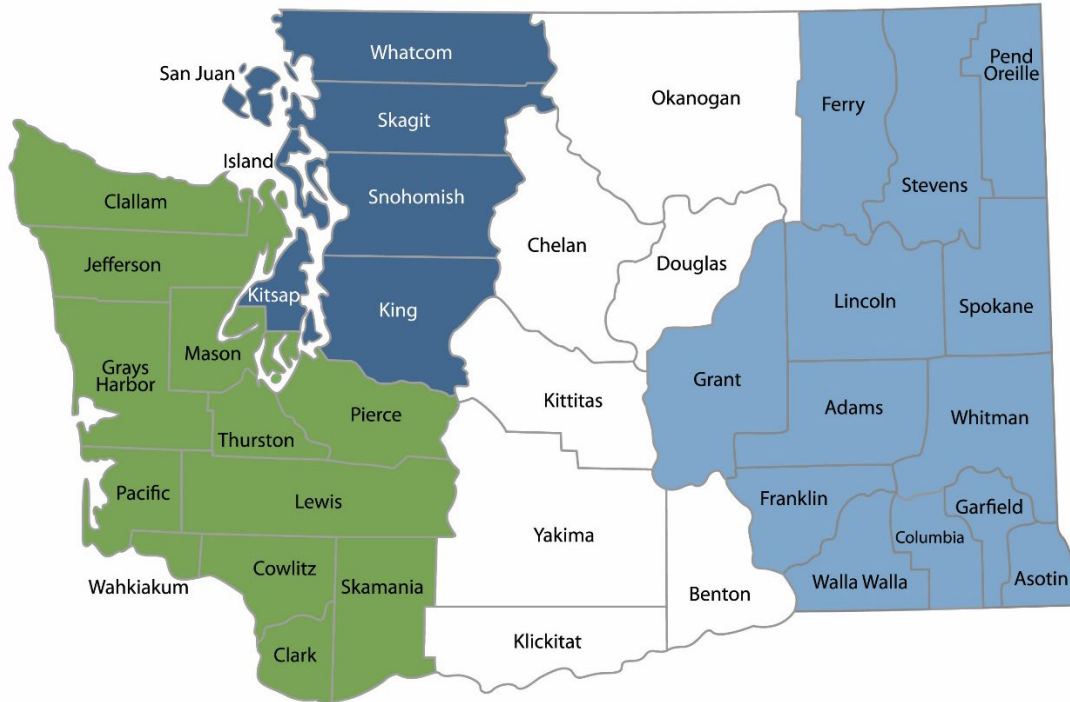 Whatcom
Pend
Oreille
San Juan
Okanogan
Ferry
Skagit
Island
Stevens
Clallam
Snohomish
Chelan
Douglas
Jefferson
Kitsap
King
Lincoln
Spokane
Mason
Grays
Harbor
Grant
Kittitas
Adams
Pierce
Whitman
Thurston
Pacific
Lewis
Franklin
Garfield
Yakima
Columbia
Wahkiakum
Cowlitz
Skamania
Walla Walla
Asotin
Benton
Klickitat
Clark